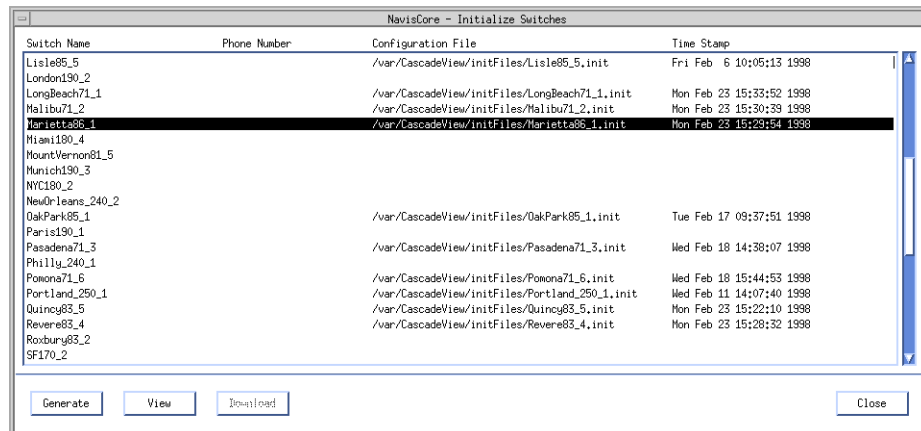 NavisCore - Initialize Switches
Switch Name Phone Number Configuration File Time Stamp
Lisle85_5 /var/CascadeView/initFiles/Lisle85_5.init Fri Feb 6 10:05:13 1998
London190_2
LongBeach71_1 /var/CascadeView/initFiles/LongBeach71_1.init Mon Feb 23 15:33:52 1998
Malibu71_2 /var/CascadeView/initFiles/Malibu71_2.init Mon Feb 23 15:30:39 1998
Marietta86_1 /var/CascadeView/initFiles/Marietta86_1.init Mon Feb 23 15:29:54 1998
Miami180_4
MountVernon81_5
Munich190_3
NYC180_2
NewOrleans_240_2
OakPark85_1 /var/CascadeView/initFiles/OakPark85_1.init Tue Feb 17 09:37:51 1998
Paris190_1
Pasadena71_3 /var/CascadeView/initFiles/Pasadena71_3.init Wed Feb 18 14:38:07 1998
Philly_240_1
Pomona71_6 /var/CascadeView/initFiles/Pomona71_6.init Wed Feb 18 15:44:53 1998
Portland_250_1 /var/CascadeView/initFiles/Portland_250_1.init Wed Feb 11 14:07:40 1998
Quincy83_5 /var/CascadeView/initFiles/Quincy83_5.init Mon Feb 23 15:22:10 1998
Revere83_4 /var/CascadeView/initFiles/Revere83_4.init Mon Feb 23 15:28:32 1998
Roxbury83_2
SF170_2
Generate View Download Close